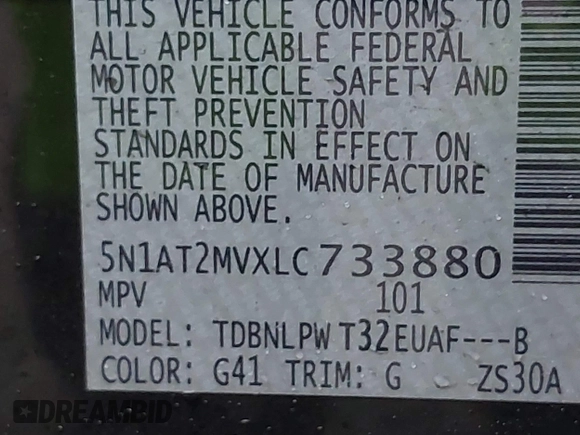 THIS VEHICLE CONFORMS TO
ALL APPLICABLE FEDERAL
MOTOR VEHICLE SAFETY AND
THEFT PREVENTION
STANDARDS IN EFFECT ON
THE DATE OF MANUFACTURE
SHOWN ABOVE.
5N1AT2MVXLC733880
MPV 101
MODEL: TDBNLPW T32EUAF---B
COLOR: G41 TRIM: G ZS30A
DREAMBID